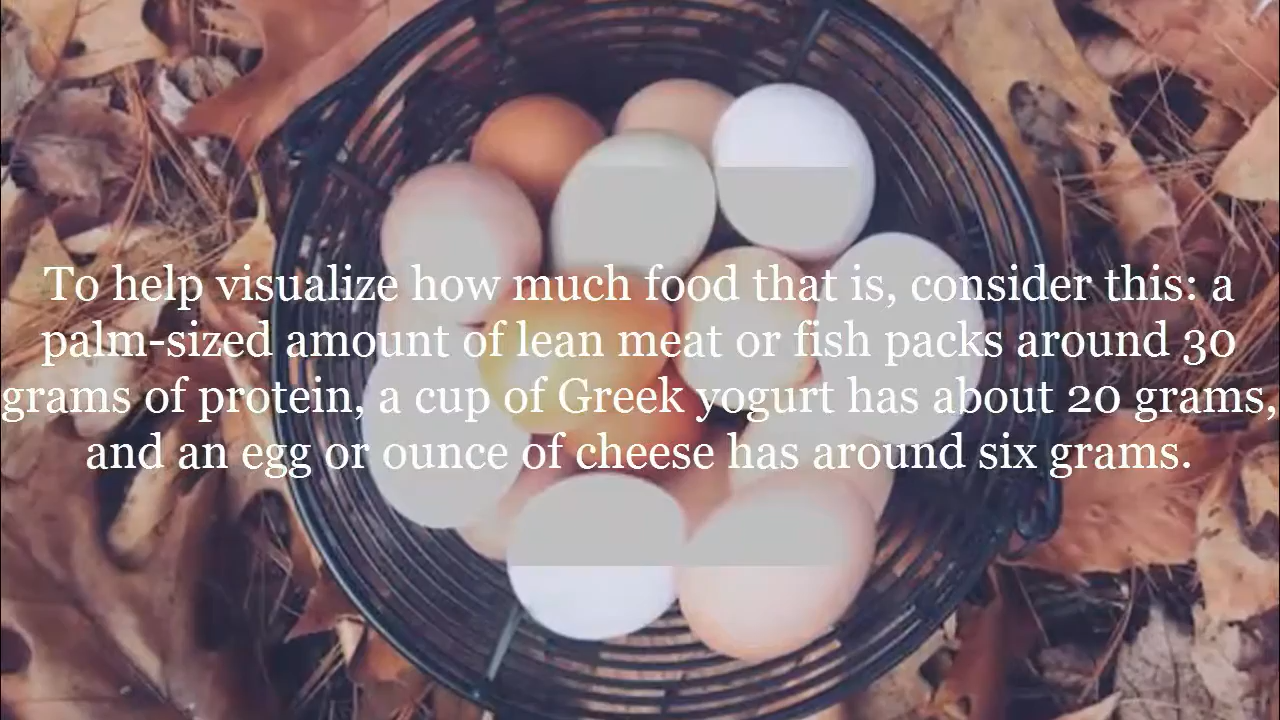 To help visualize how much food that is, consider this: a
palm-sized amount of lean meat or fish packs around 30
grams of protein, a cup of Greek yogurt has about 20 grams,
and an egg or ounce of cheese has around six grams.